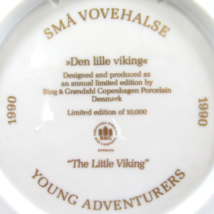 SMÅ VOVEHALSE
»Den lille viking«
Designed and produced as
an annual limited edition by
Bing & Grøndahl Copenhagen Porcelain
Denmark
Limited edition of 10,000
1990
1990
B&G
"The Little Viking"
YOUNG ADVENTURERS